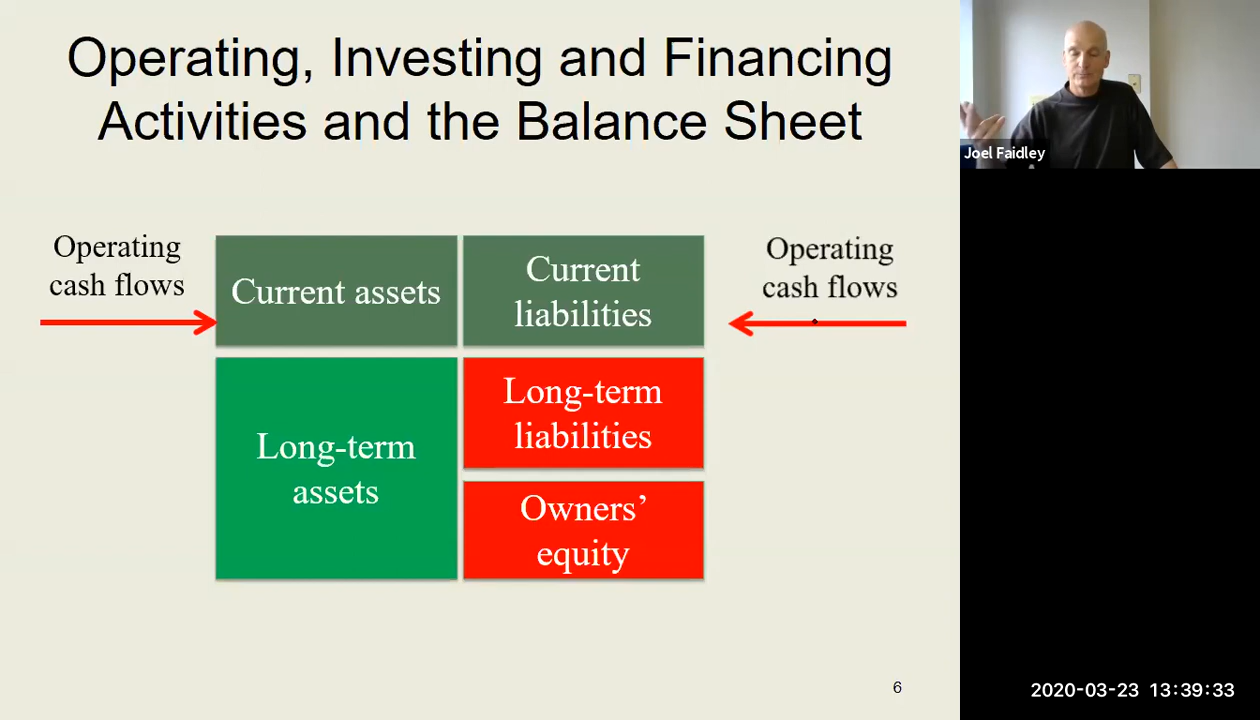 Operating, Investing and Financing
Activities and the Balance Sheet
Joel Faidley
Operating
cash flows
Current assets
Current
liabilities
Operating
cash flows
Long-term
assets
Long-term
liabilities
Owners’
equity
6
2020-03-23 13:39:33